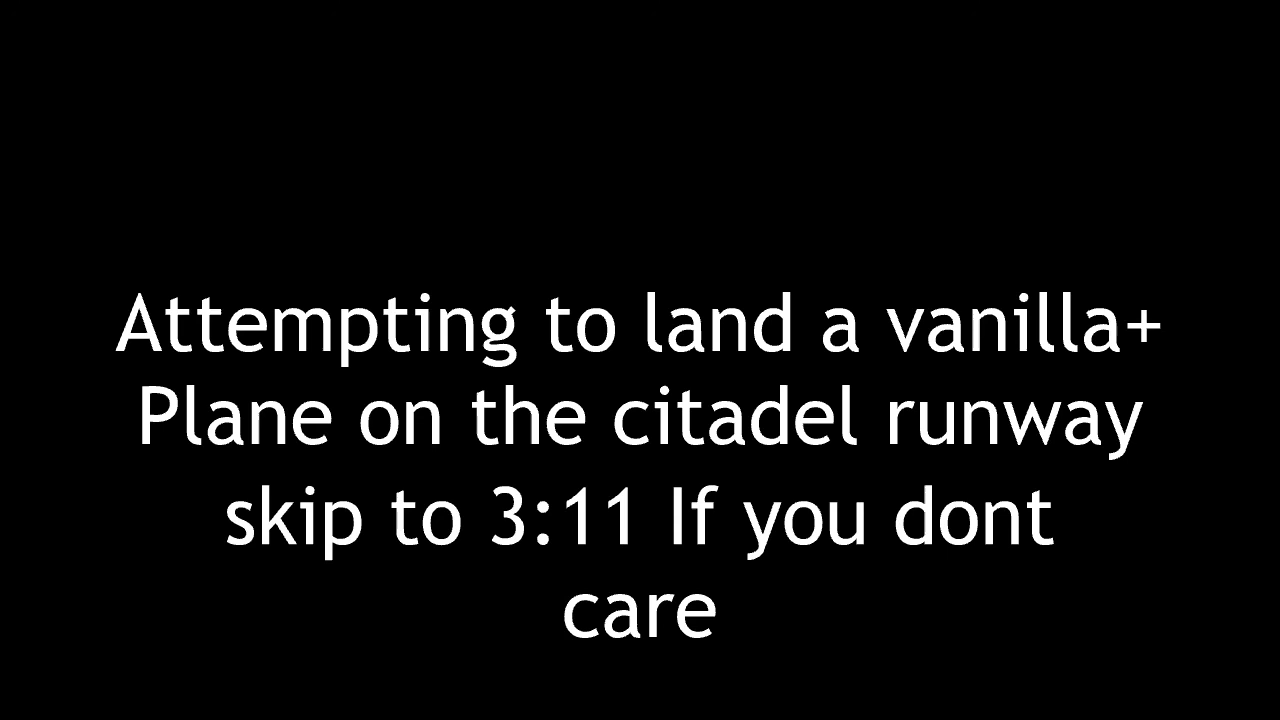 Attempting to land a vanilla+
Plane on the citadel runway
skip to 3:11 If you dont
care